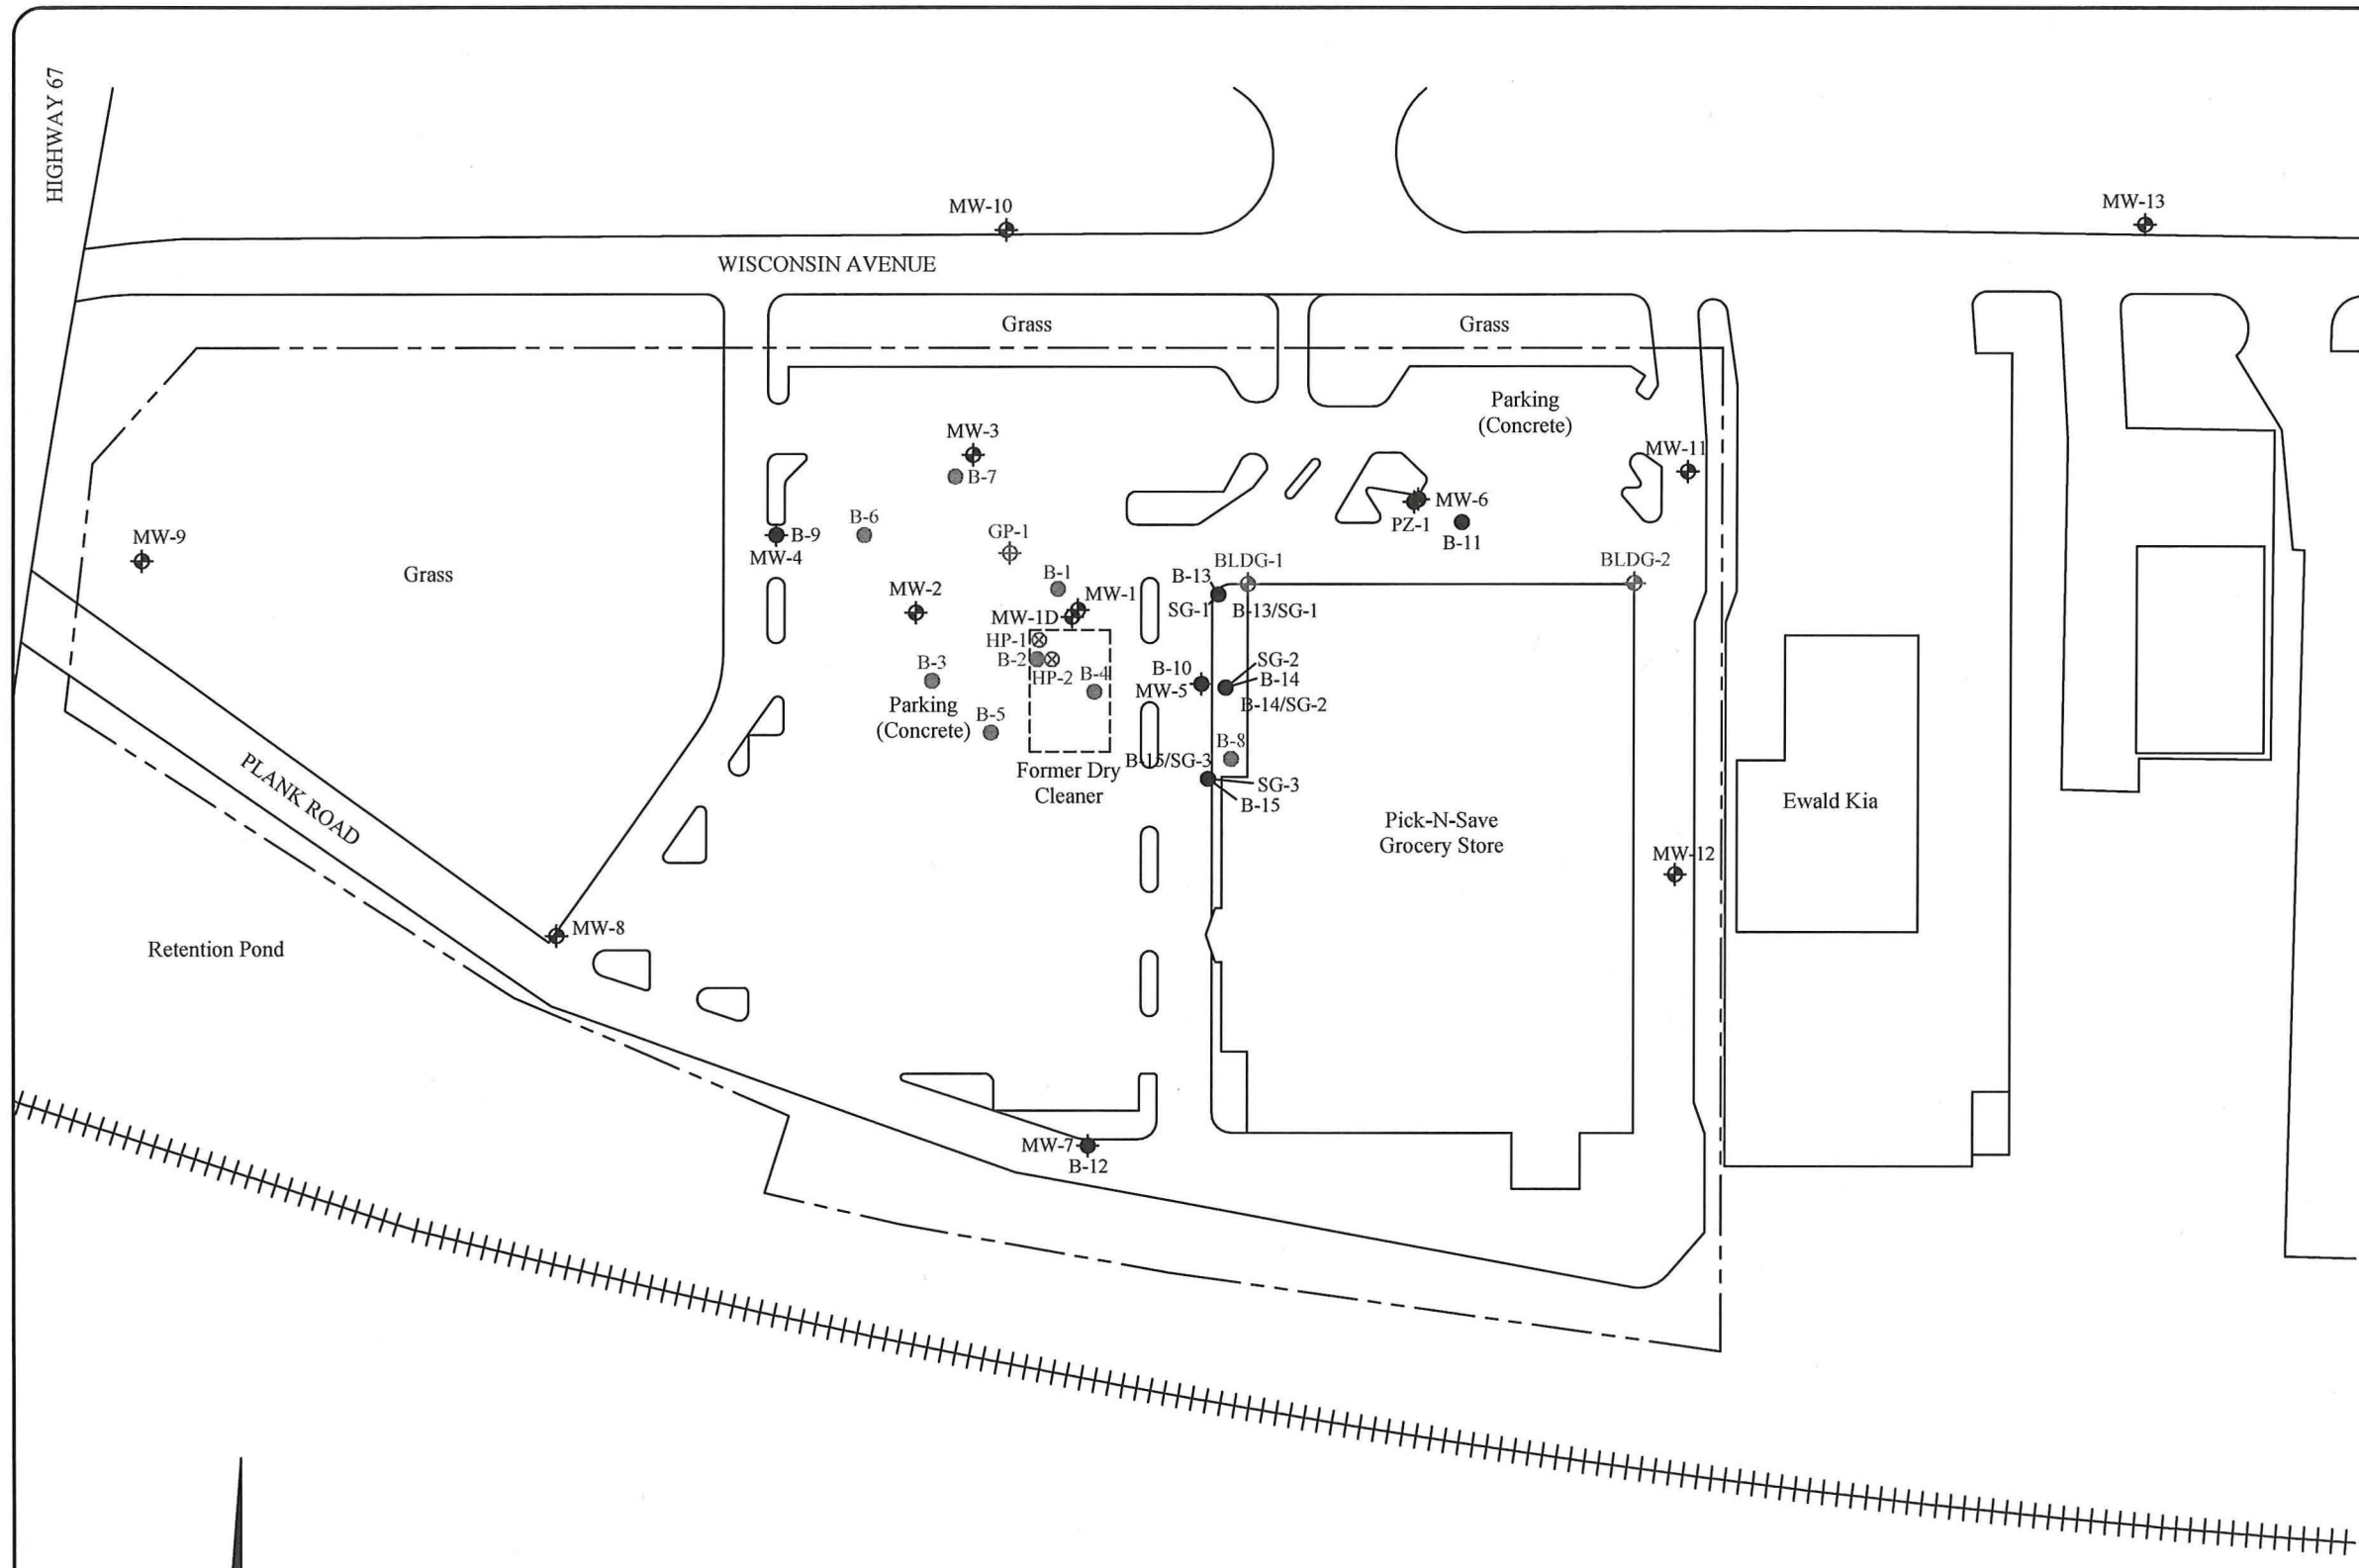 HIGHWAY 67
MW-10
MW-13
WISCONSIN AVENUE
Grass
Grass
Parking
(Concrete)
MW-3
B-7
MW-11
MW-6
PZ-1
B-11
MW-9
Grass
B-9
MW-4
B-6
GP-1
B-1
MW-1
MW-1D
MW-2
HP-1
B-2
HP-2
B-4
B-3
Parking
(Concrete)
B-5
Former Dry
Cleaner
BLDG-1
BLDG-2
B-13
SG-1
B-13/SG-1
B-10
MW-5
SG-2
B-14
B-14/SG-2
B-8
B-15/SG-3
SG-3
B-15
Pick-N-Save
Grocery Store
Ewald Kia
MW-12
PLANK ROAD
MW-8
Retention Pond
MW-7
B-12